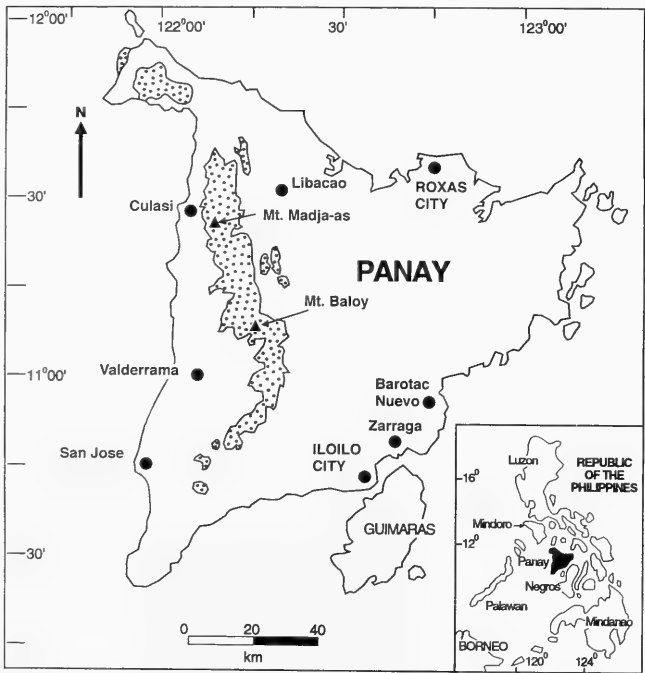 12°00'
122°00'
30'
123°00'
N
30'
Culasi
Libacao
ROXAS
CITY
Mt. Madja-as
PANAY
Mt. Baloy
11°00'
Valderrama
Barotac
Nuevo
Zarraga
San Jose
ILOILO
CITY
GUIMARAS
30'
0 20 40
km
Luzon
REPUBLIC
OF THE
PHILIPPINES
16°
Mindoro
12°
Panay
Negros
Palawan
Mindanao
BORNEO
120° 124°